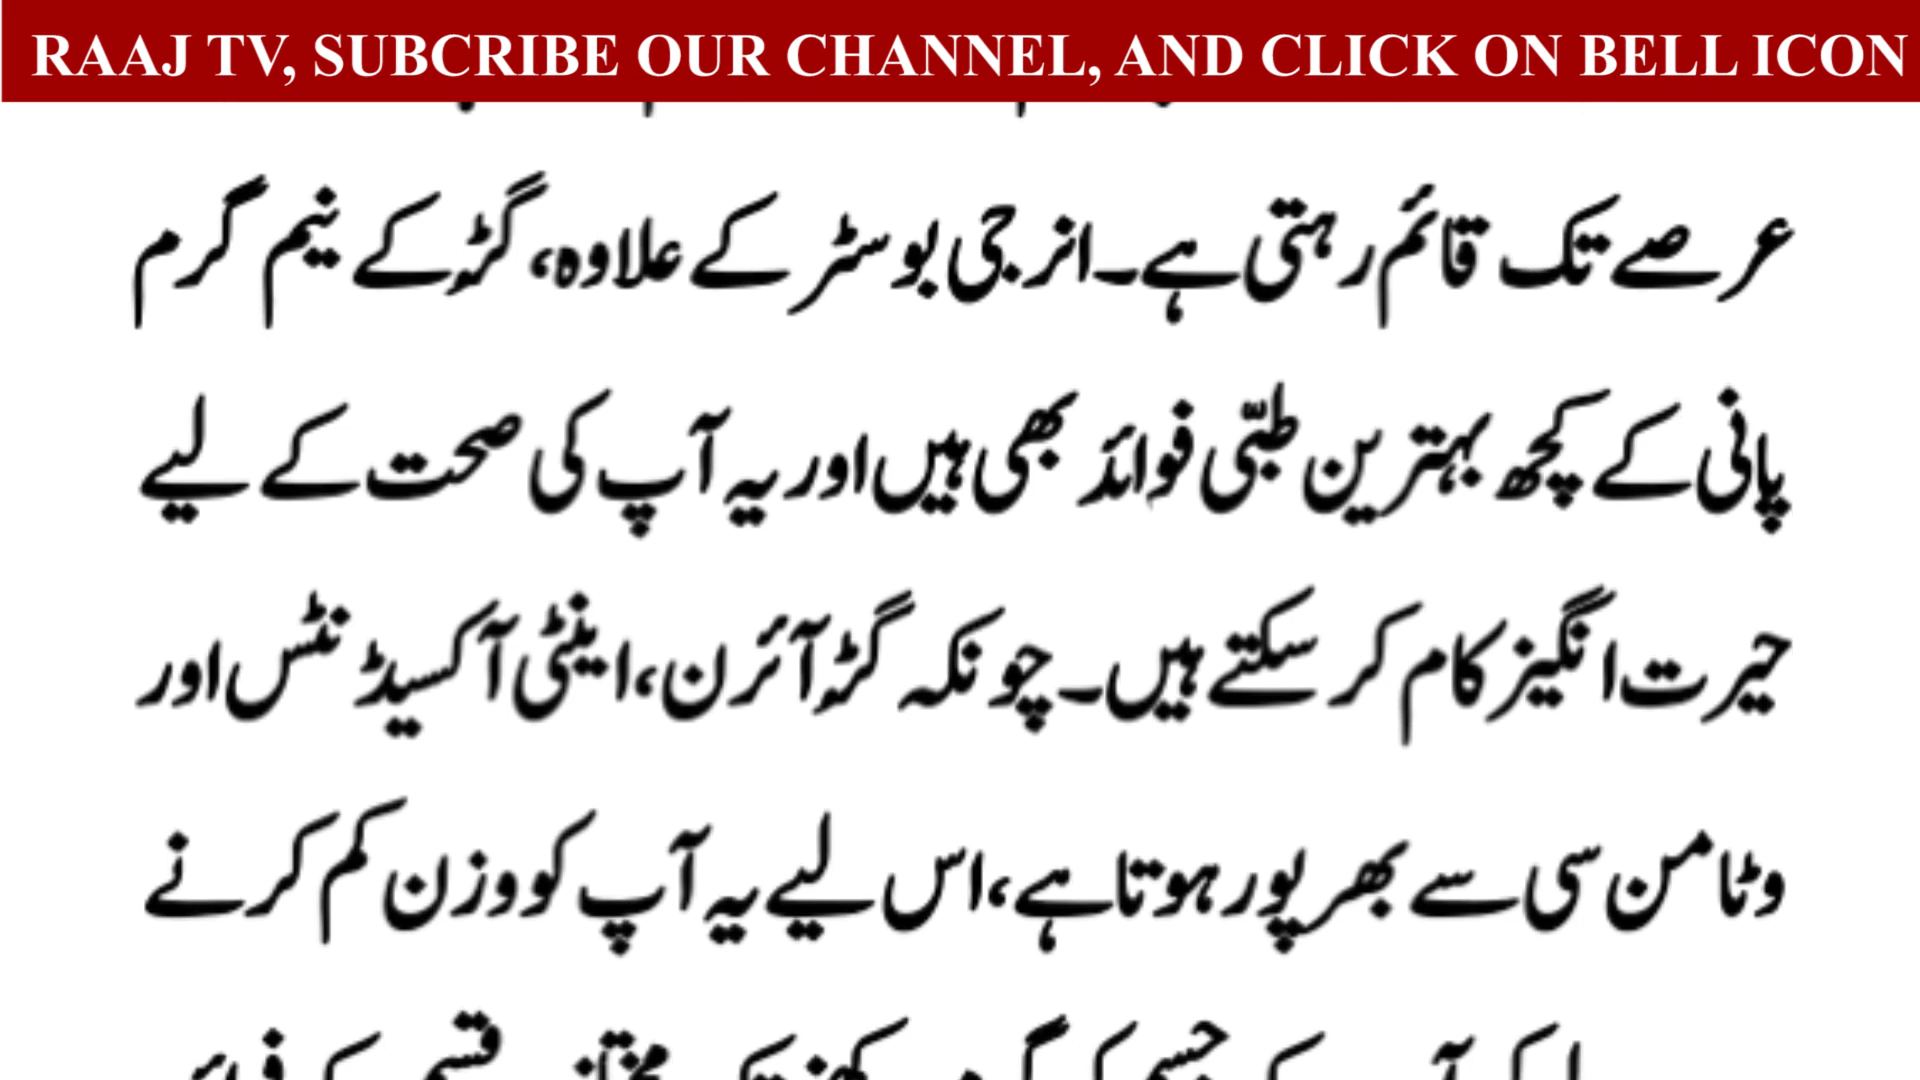 RAAJ TV, SUBCRIBE OUR CHANNEL, AND CLICK ON BELL ICON
عرصے تک قائم رہتی ہے۔انرجی بوسٹر کے علاوہ، گڑ کے نیم گرم
پانی کے کچھ بہترین طبّی فوائد بھی ہیں اور یہ آپ کی صحت کے لیے
حیرت انگیز کام کر سکتے ہیں۔چونکہ گڑ آئرن، اینٹی آکسیڈنٹس اور
وٹامن سی سے بھرپور ہوتا ہے، اس لیے یہ آپ کو وزن کم کرنے